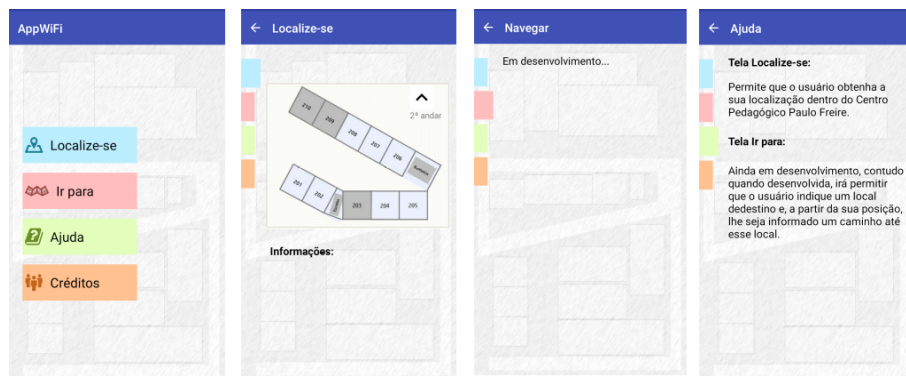 AppWiFi
Localize-se
Ir para
Ajuda
Créditos
Localize-se
2º andar
210
209
208
207
206
201
202
203
204
205
Informações:
Navegar
Em desenvolvimento...
Ajuda
Tela Localize-se:
Permite que o usuário obtenha a
sua localização dentro do Centro
Pedagógico Paulo Freire.
Tela Ir para:
Ainda em desenvolvimento, contudo
quando desenvolvida, irá permitir
que o usuário indique um local
dedestino e, a partir da sua posição,
lhe seja informado um caminho até
esse local.